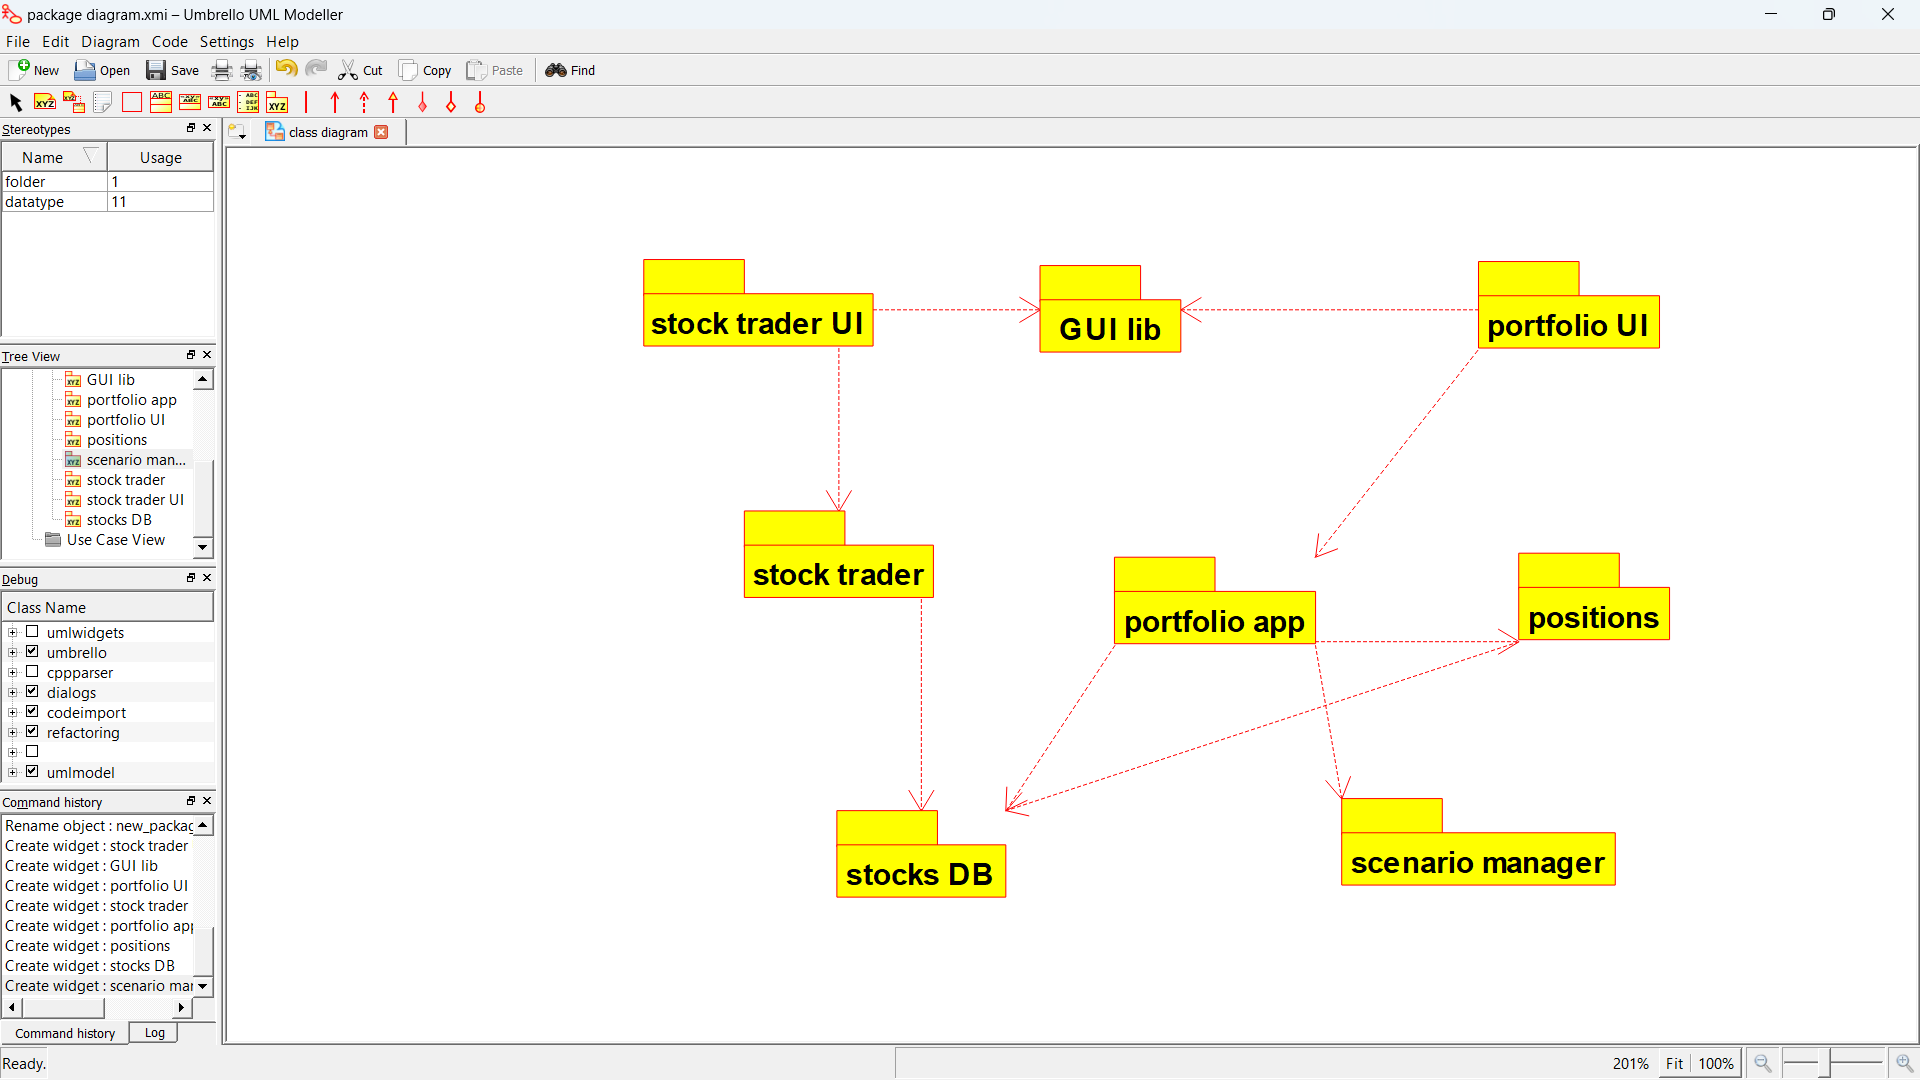 package diagram.xmi – Umbrello UML Modeller
File Edit Diagram Code Settings Help
New Open Save Cut Copy Paste Find
Stereotypes
class diagram
Name Usage
folder 1
datatype 11
Tree View
GUI lib
portfolio app
portfolio UI
positions
scenario man...
stock trader
stock trader UI
stocks DB
Use Case View
Debug
Class Name
umlwidgets
umbrello
cppparser
dialogs
codeimport
refactoring
umlmodel
Command history
Rename object : new_packag
Create widget : stock trader
Create widget : GUI lib
Create widget : portfolio UI
Create widget : stock trader
Create widget : portfolio app
Create widget : positions
Create widget : stocks DB
Create widget : scenario mar
Command history Log
Ready.
stock trader UI
GUI lib
portfolio UI
stock trader
portfolio app
positions
stocks DB
scenario manager
201% Fit 100%